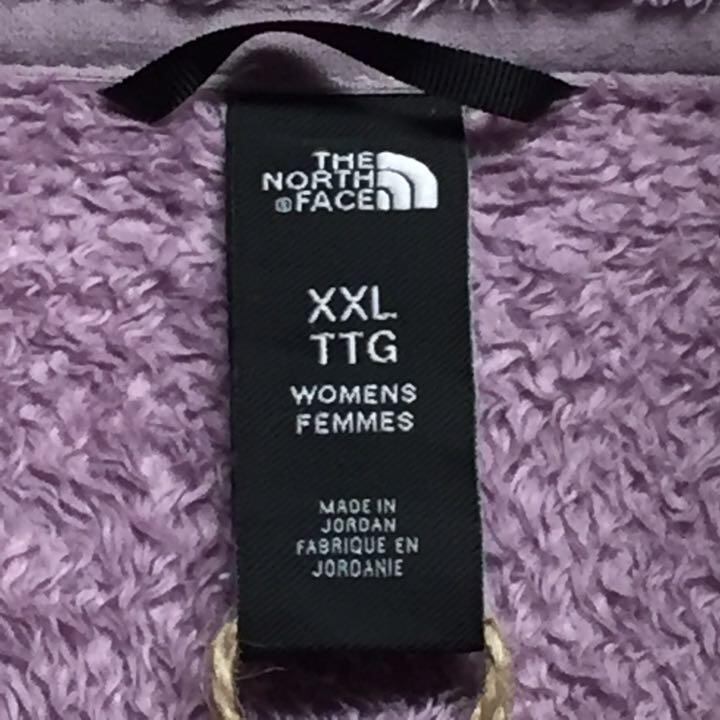 THE
NORTH
FACE
XXL
TTG
WOMENS
FEMMES
MADE IN
JORDAN
FABRIQUE EN
JORDANIE